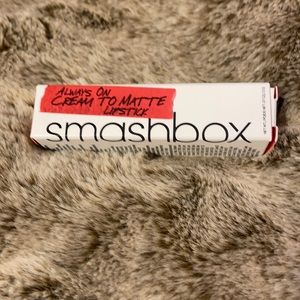 ALWAYS ON
CREAM TO MATTE
LIPSTICK
smashbox